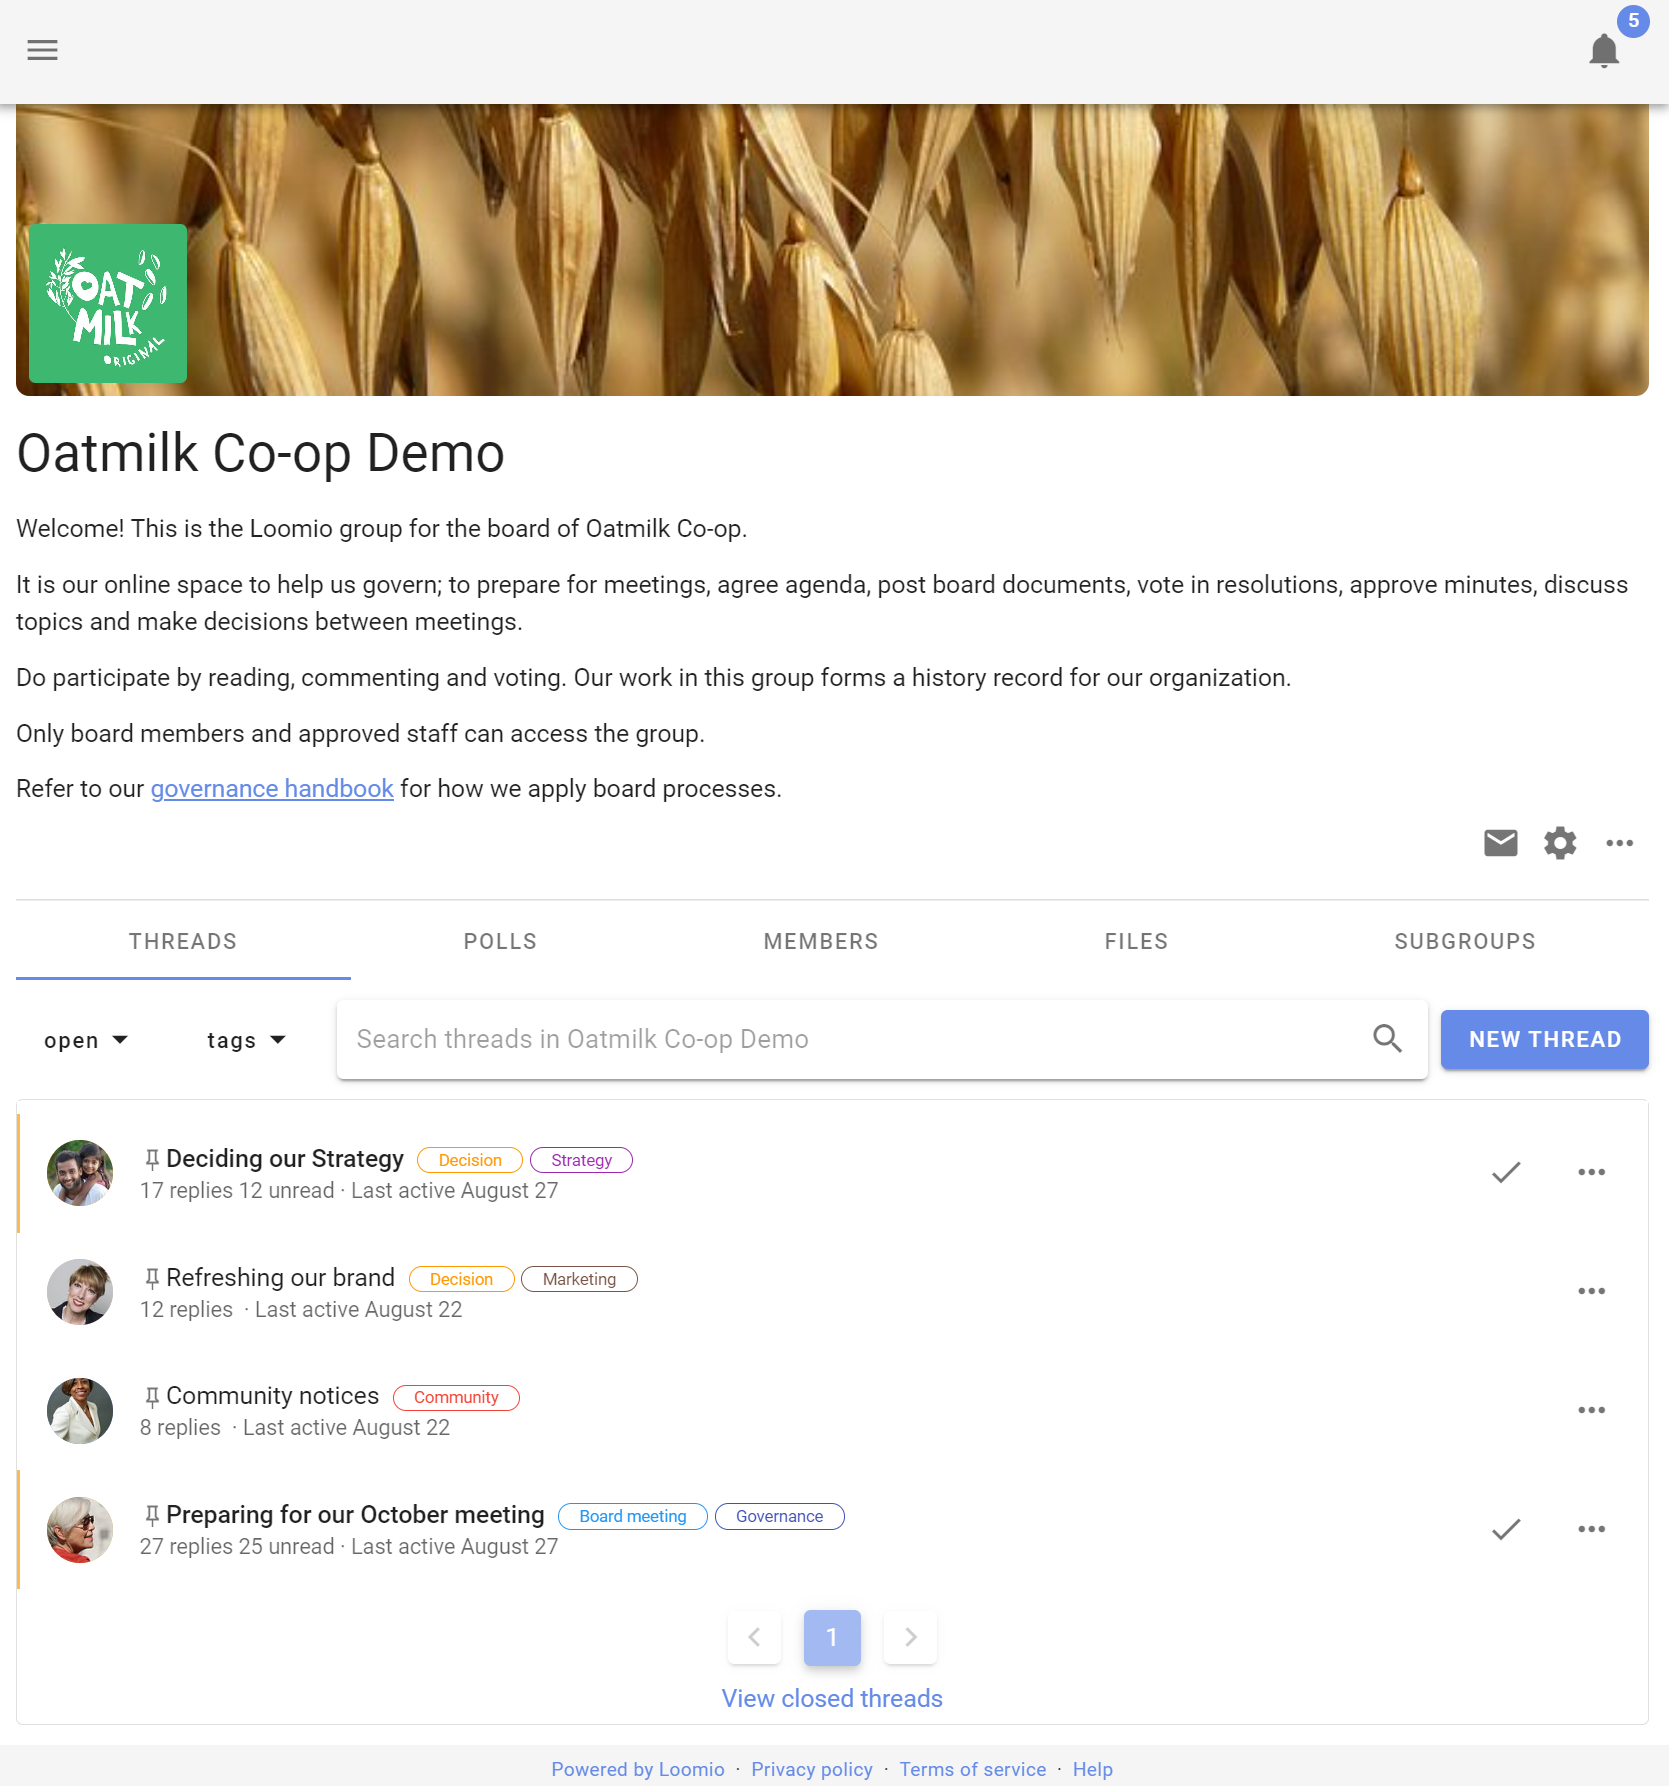 5
OAT
MILK
ORIGINAL
Oatmilk Co-op Demo
Welcome! This is the Loomio group for the board of Oatmilk Co-op.
It is our online space to help us govern; to prepare for meetings, agree agenda, post board documents, vote in resolutions, approve minutes, discuss
topics and make decisions between meetings.
Do participate by reading, commenting and voting. Our work in this group forms a history record for our organization.
Only board members and approved staff can access the group.
Refer to our governance handbook for how we apply board processes.
THREADS POLLS MEMBERS FILES SUBGROUPS
open tags Search threads in Oatmilk Co-op Demo NEW THREAD
Deciding our Strategy Decision Strategy
17 replies 12 unread · Last active August 27
Refreshing our brand Decision Marketing
12 replies · Last active August 22
Community notices Community
8 replies · Last active August 22
Preparing for our October meeting Board meeting Governance
27 replies 25 unread · Last active August 27
1
View closed threads
Powered by Loomio · Privacy policy · Terms of service · Help